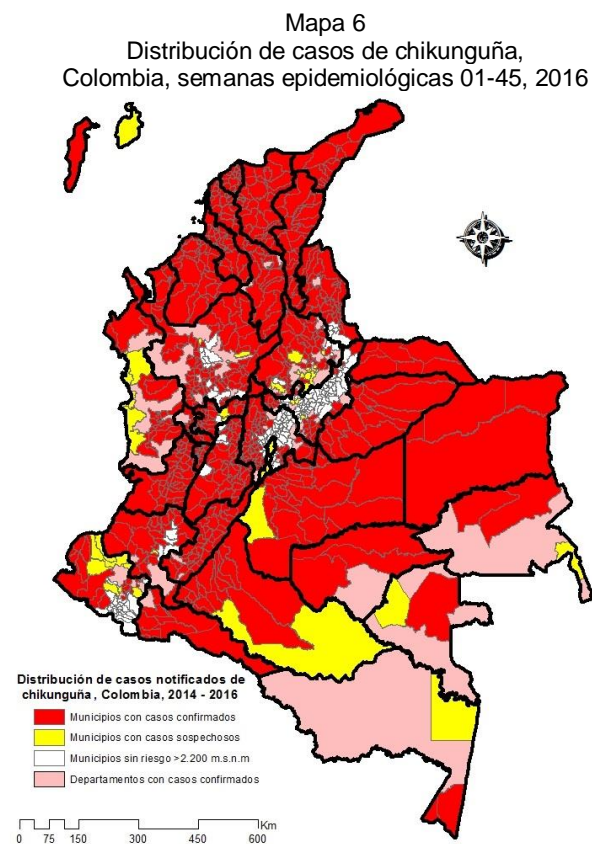 Mapa 6
Distribución de casos de chikunguña,
Colombia, semanas epidemiológicas 01-45, 2016
Distribución de casos notificados de
chikunguña , Colombia, 2014 - 2016
Municipios con casos confirmados
Municipios con casos sospechosos
Municipios sin riesgo >2.200 m.s.n.m
Departamentos con casos confirmados
Km
0 75 150 300 450 600